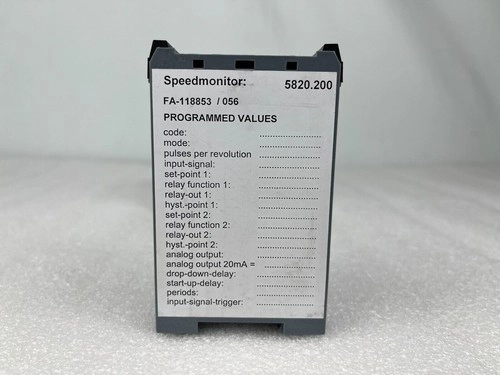 Speedmonitor: 5820.200
FA-118853 / 056
PROGRAMMED VALUES
code: ....................
mode: ....................
pulses per revolution ....................
input-signal: ....................
set-point 1: ....................
relay function 1: ....................
relay-out 1: ....................
hyst.-point 1: ....................
set-point 2: ....................
relay function 2: ....................
relay-out 2: ....................
hyst.-point 2: ....................
analog output: ....................
analog output 20mA = ....................
drop-down-delay: ....................
start-up-delay: ....................
periods: ....................
input-signal-trigger: ....................